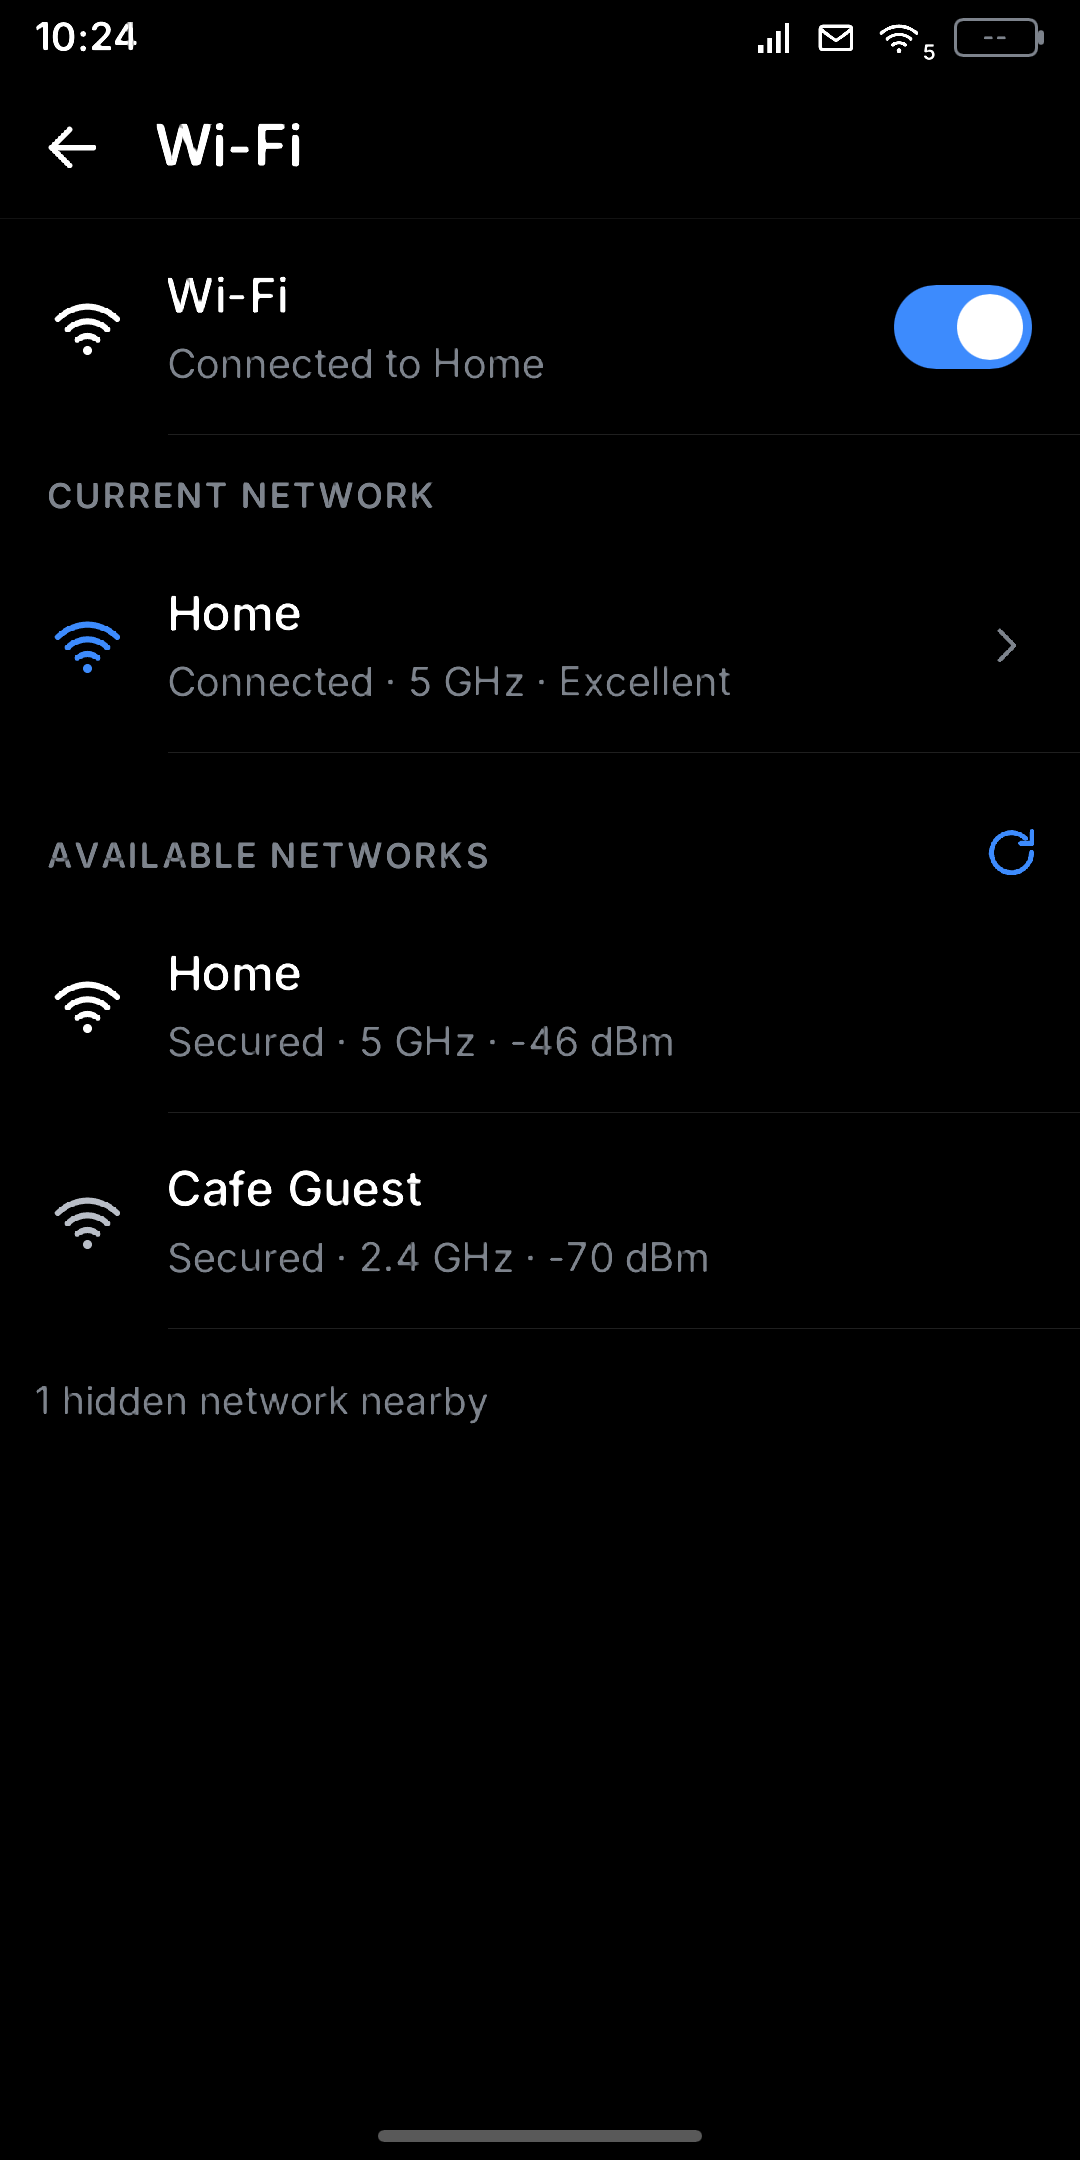 10:24
5
--
Wi-Fi
Wi-Fi
Connected to Home
CURRENT NETWORK
Home
Connected · 5 GHz · Excellent
AVAILABLE NETWORKS
Home
Secured · 5 GHz · -46 dBm
Cafe Guest
Secured · 2.4 GHz · -70 dBm
1 hidden network nearby